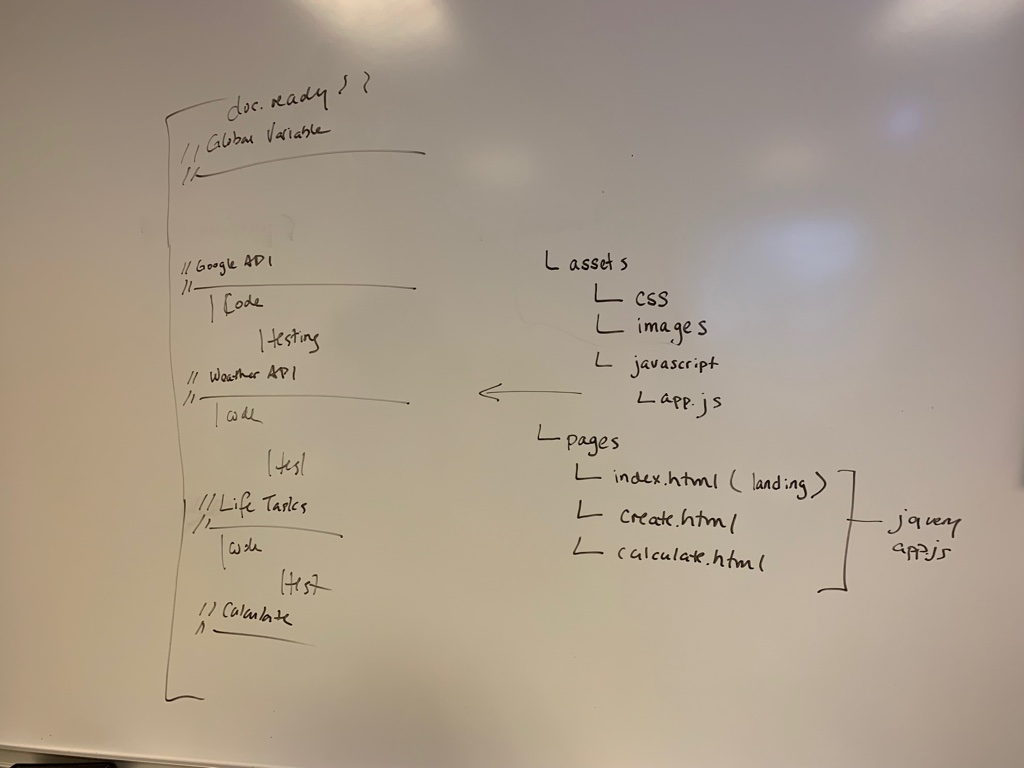 doc.ready } }
// Global Variable
//
// Google API
//
Code
testing
// Weather API
//
code
test
// Life Tasks
//
code
test
// Calculate
//
assets
css
images
javascript
app.js
pages
index.html (landing)
create.html
calculate.html
jquery
app.js